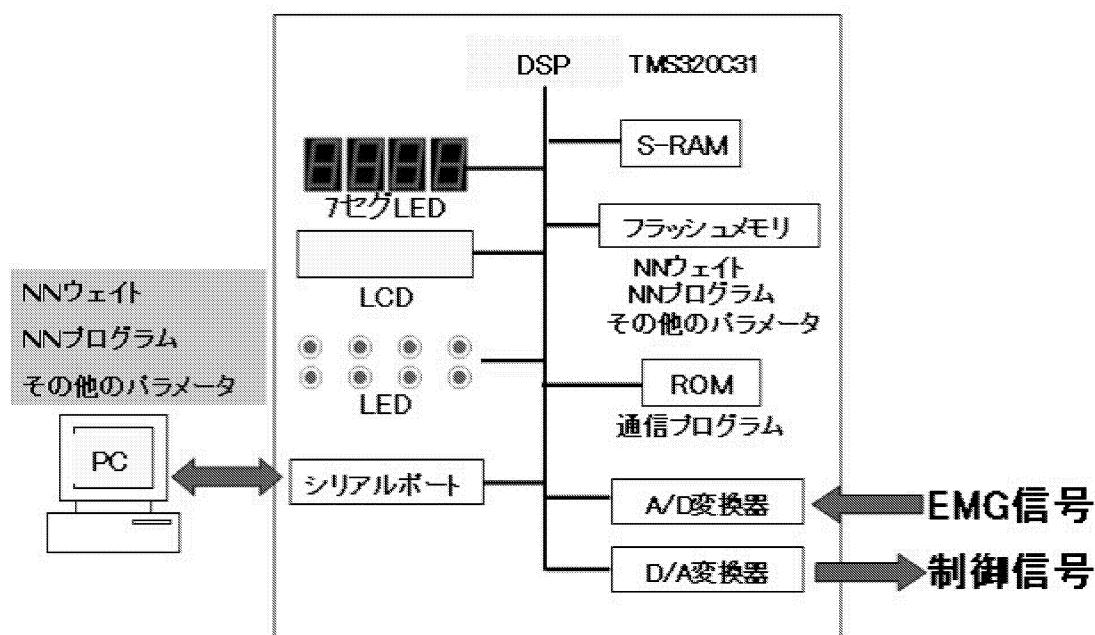 DSP TMS320C31
S-RAM
7セグLED
フラッシュメモリ
NNウェイト
NNプログラム
その他のパラメータ
LCD
NNウェイト
NNプログラム
その他のパラメータ
LED
ROM
通信プログラム
PC
シリアルポート
A/D変換器
EMG信号
D/A変換器
制御信号